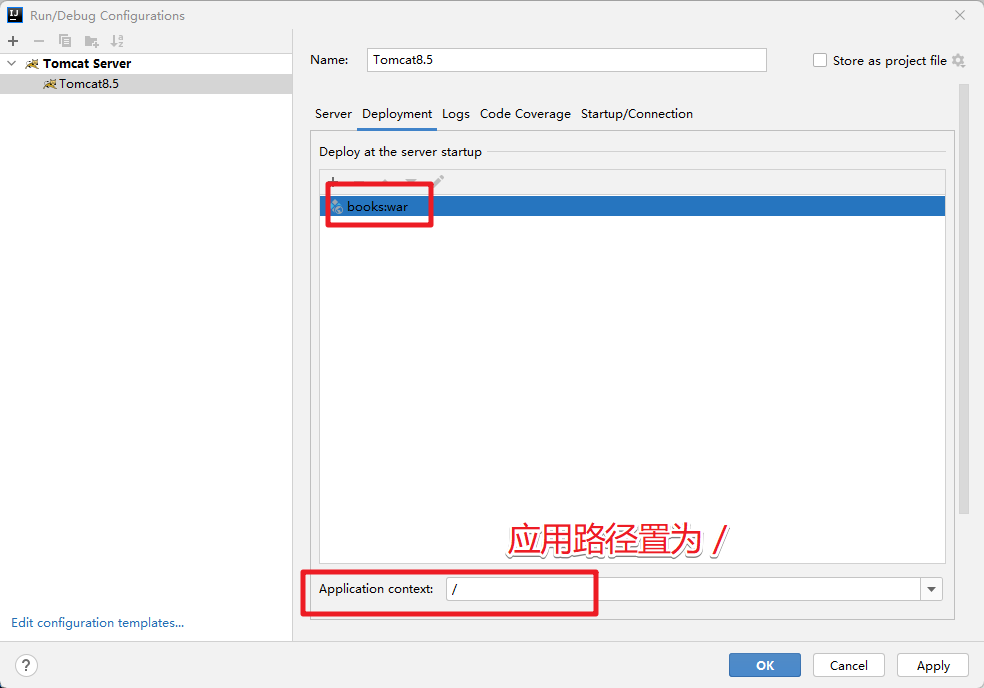 Run/Debug Configurations
Tomcat Server
Tomcat8.5
Name: Tomcat8.5
Store as project file
Server Deployment Logs Code Coverage Startup/Connection
Deploy at the server startup
books:war
应用路径置为 /
Application context: /
Edit configuration templates...
? OK Cancel Apply